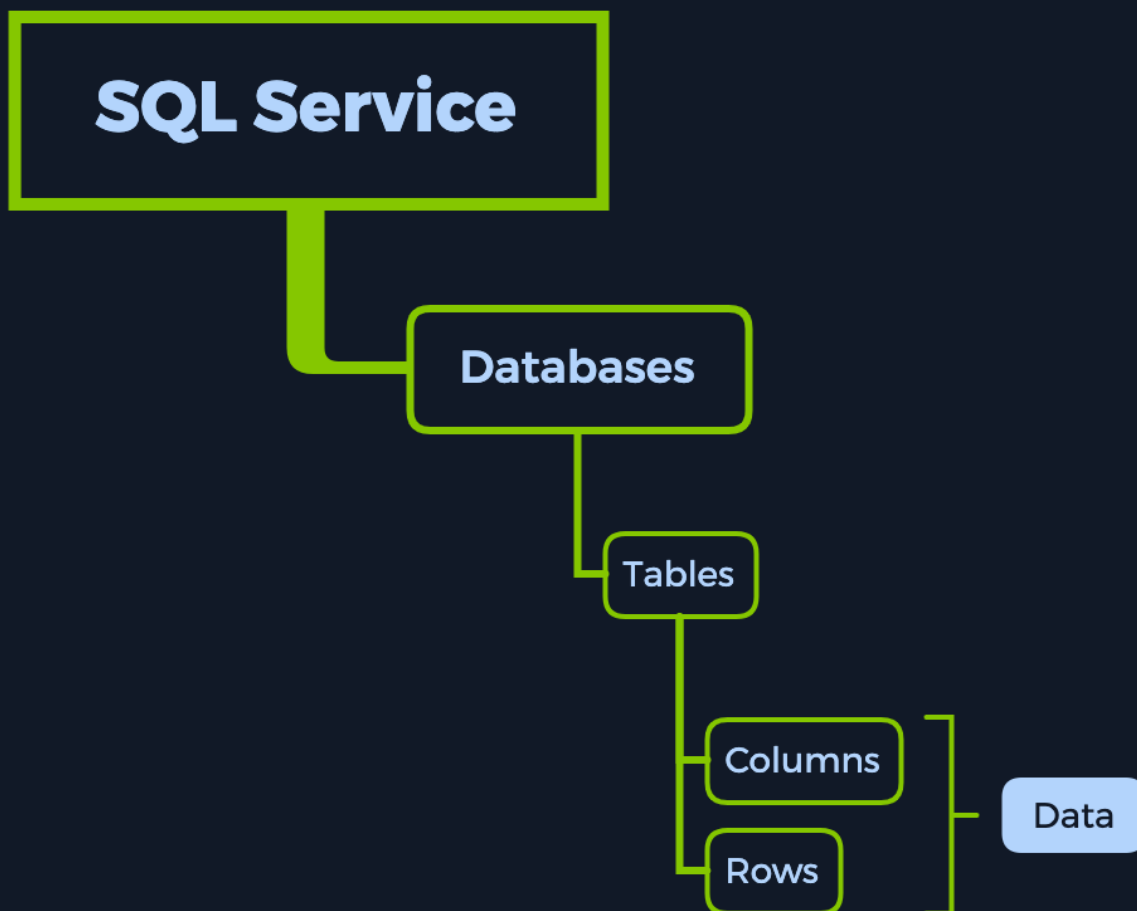 SQL Service
Databases
Tables
Columns
Data
Rows